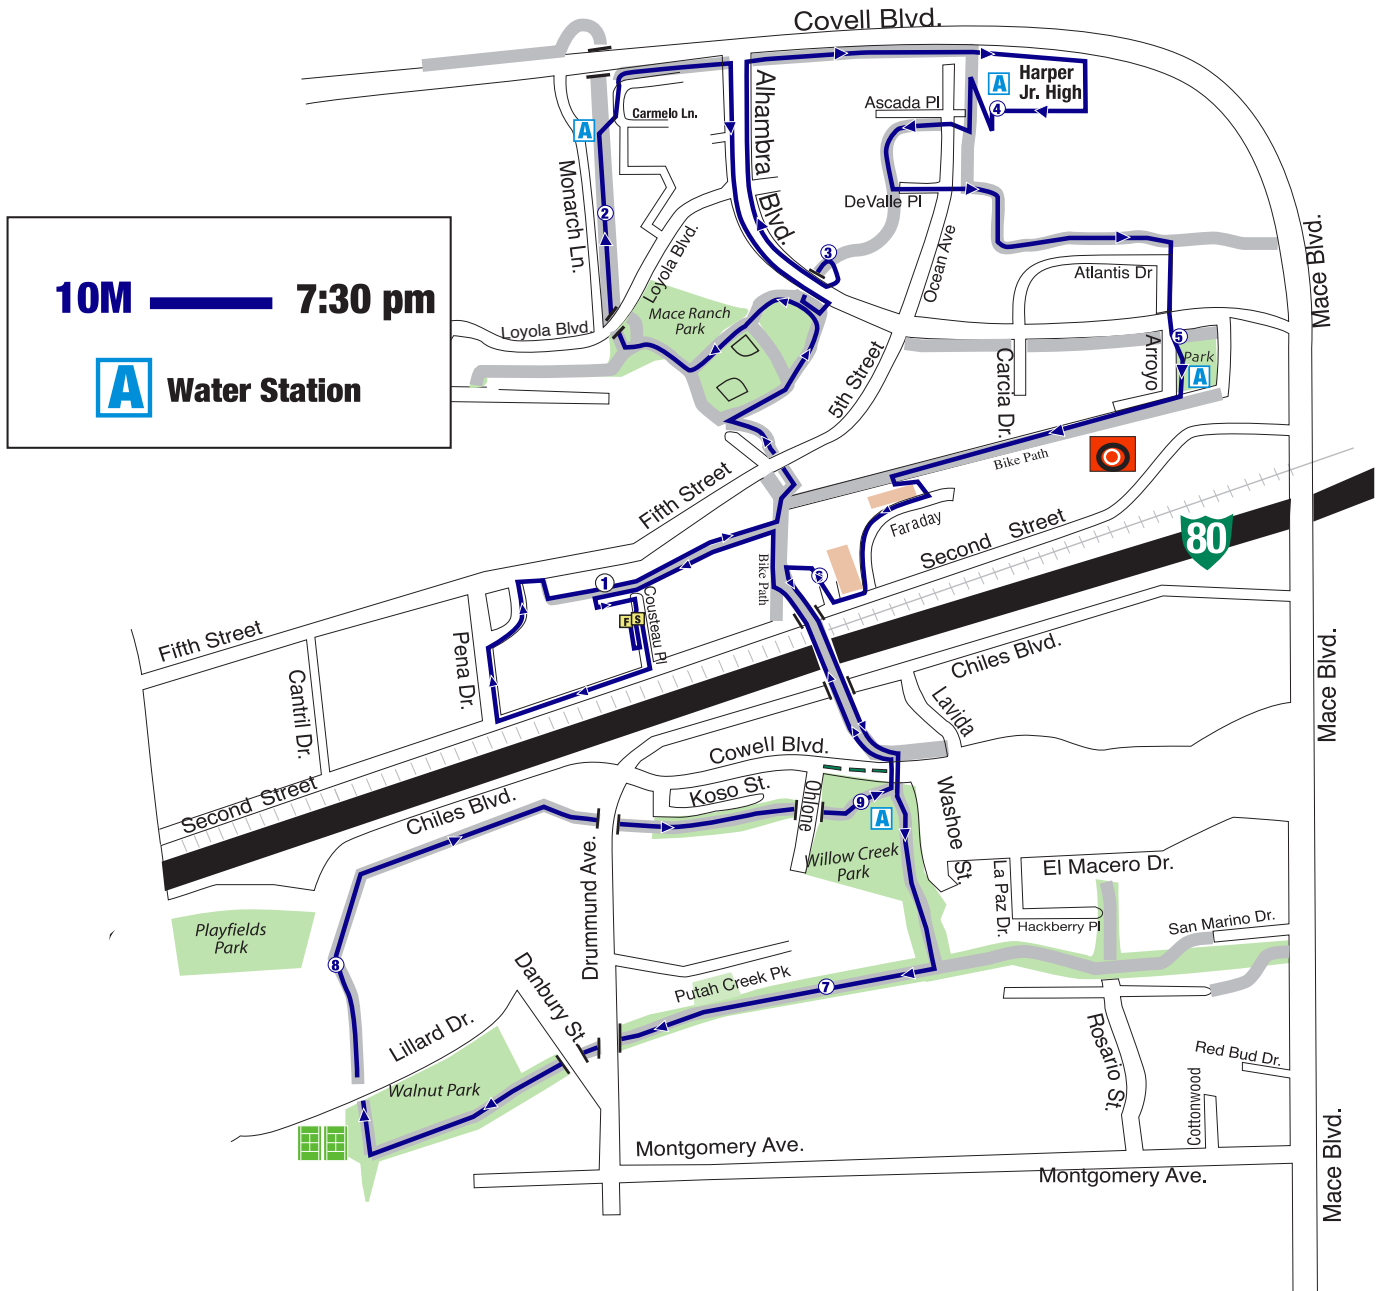 Covell Blvd.
Harper
Jr. High
A
4
Ascada Pl
Alhambra
Blvd.
Carmelo Ln.
A
Monarch Ln.
2
DeValle Pl
3
Ocean Ave
Loyola Blvd.
Mace Blvd.
Atlantis Dr
10M
7:30 pm
A
Water Station
Mace Ranch
Park
Loyola Blvd.
5
Park
A
Arroyo
Carcia Dr.
5th Street
Bike Path
Fifth Street
Faraday
Second Street
80
Bike Path
6
1
F
S
Cousteau Pl
Fifth Street
Pena Dr.
Cantril Dr.
Chiles Blvd.
Lavida
Mace Blvd.
Second Street
Chiles Blvd.
Cowell Blvd.
Koso St.
Ohlone
9
A
Washoe St.
Willow Creek
Park
El Macero Dr.
La Paz Dr.
Hackberry Pl
San Marino Dr.
Drummund Ave.
Playfields
Park
8
Danbury St.
Putah Creek Pk
7
Lillard Dr.
Walnut Park
Rosario St.
Red Bud Dr.
Cottonwood
Montgomery Ave.
Montgomery Ave.
Mace Blvd.